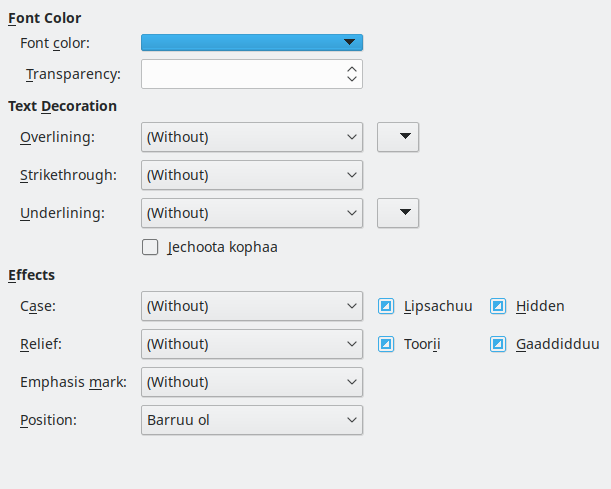 Font Color
Font color:
Transparency:
Text Decoration
Overlining: (Without)
Strikethrough: (Without)
Underlining: (Without)
Jechoota kophaa
Effects
Case: (Without) Lipsachuu Hidden
Relief: (Without) Toorii Gaaddidduu
Emphasis mark: (Without)
Position: Barruu ol